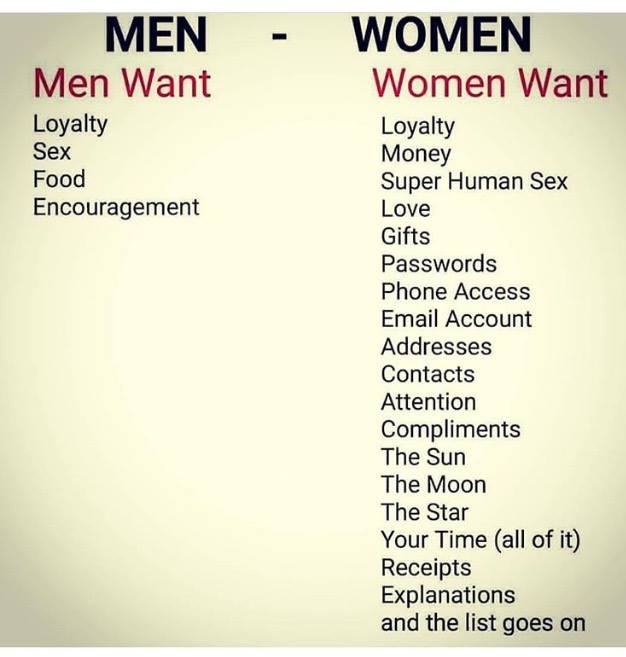 MEN - WOMEN
Men Want
Loyalty
Sex
Food
Encouragement
Women Want
Loyalty
Money
Super Human Sex
Love
Gifts
Passwords
Phone Access
Email Account
Addresses
Contacts
Attention
Compliments
The Sun
The Moon
The Star
Your Time (all of it)
Receipts
Explanations
and the list goes on